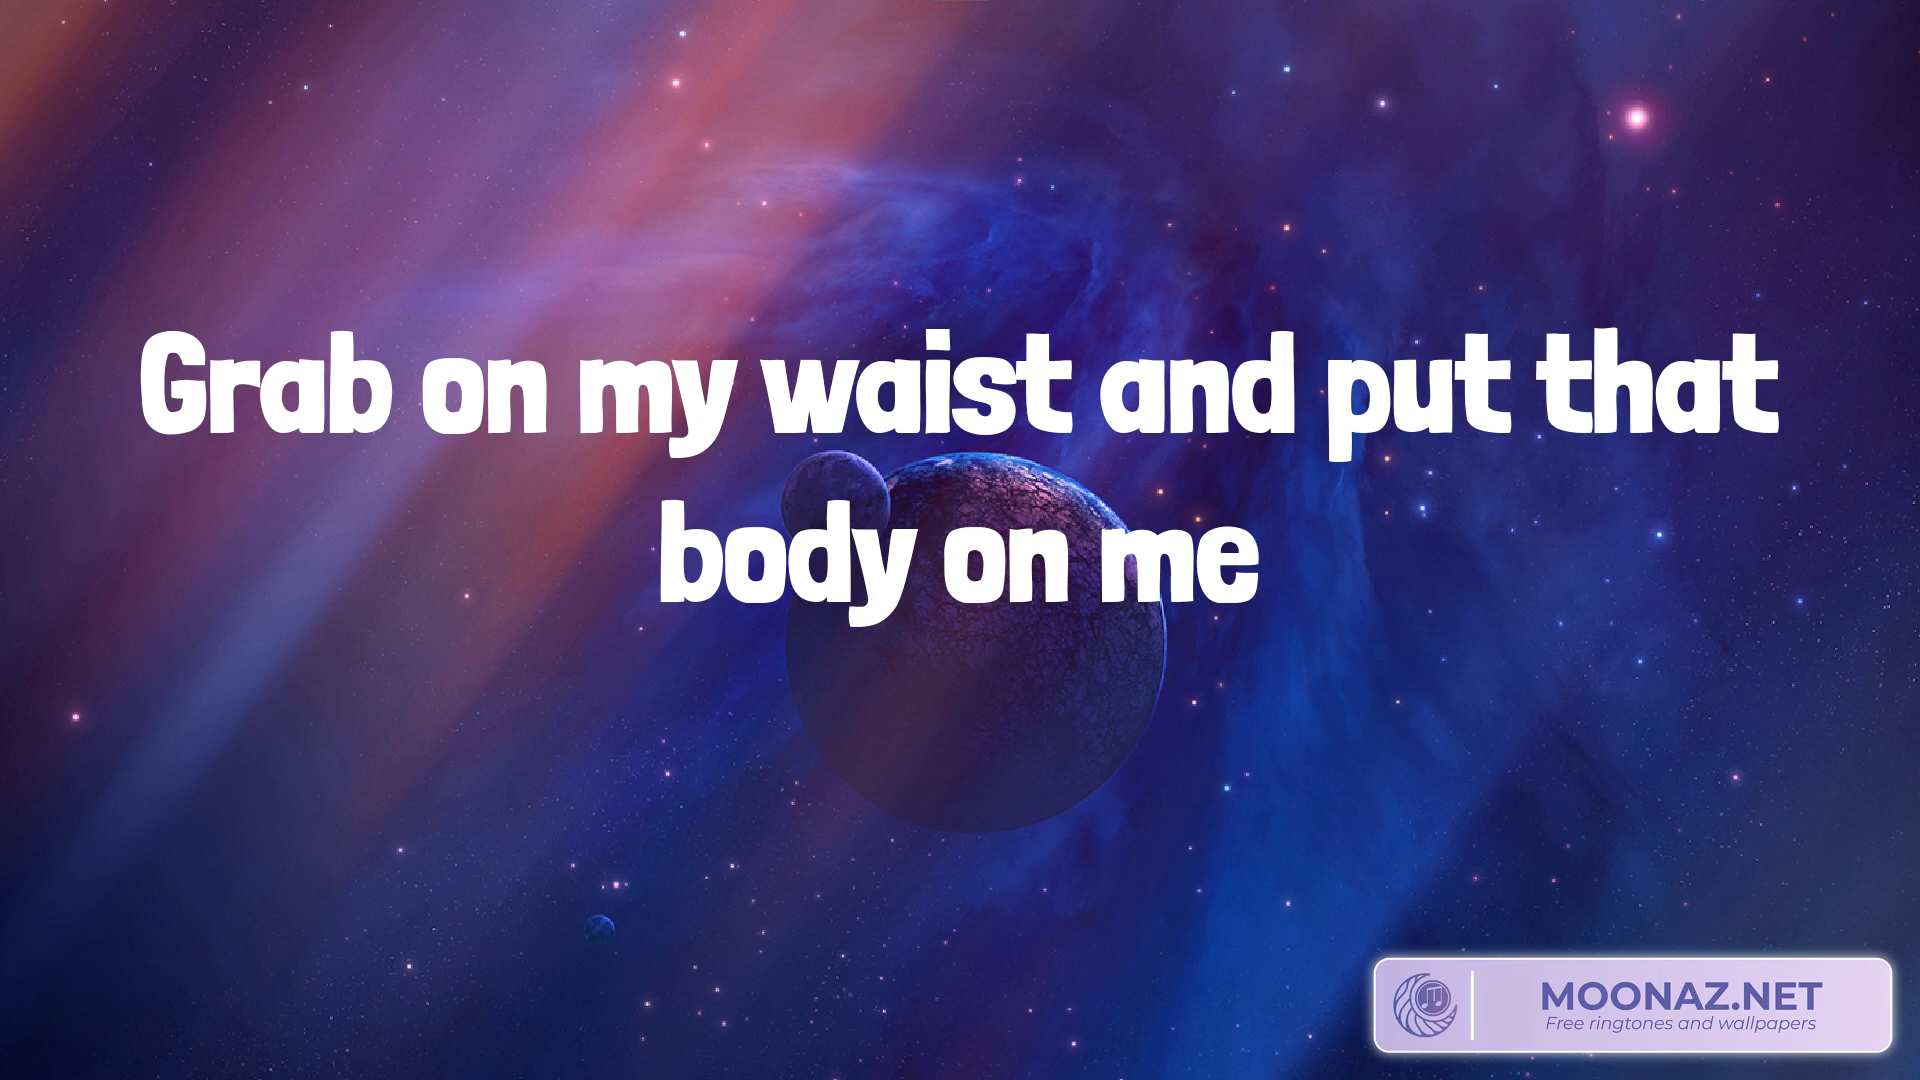 Grab on my waist and put that
body on me
MOONAZ.NET
Free ringtones and wallpapers